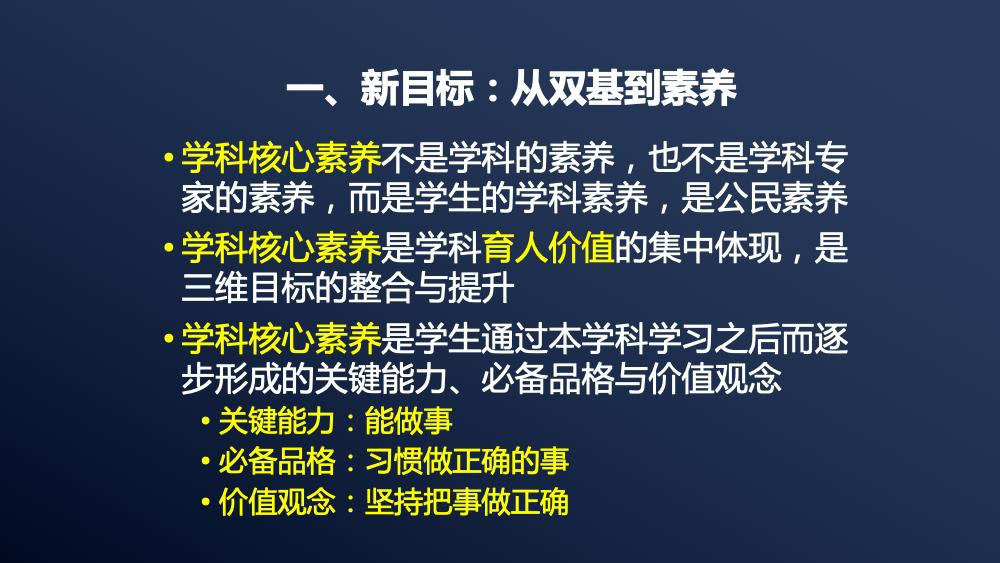 一、新目标：从双基到素养
•学科核心素养不是学科的素养，也不是学科专
家的素养，而是学生的学科素养，是公民素养
•学科核心素养是学科育人价值的集中体现，是
三维目标的整合与提升
•学科核心素养是学生通过本学科学习之后而逐
步形成的关键能力、必备品格与价值观念
•关键能力：能做事
•必备品格：习惯做正确的事
•价值观念：坚持把事做正确